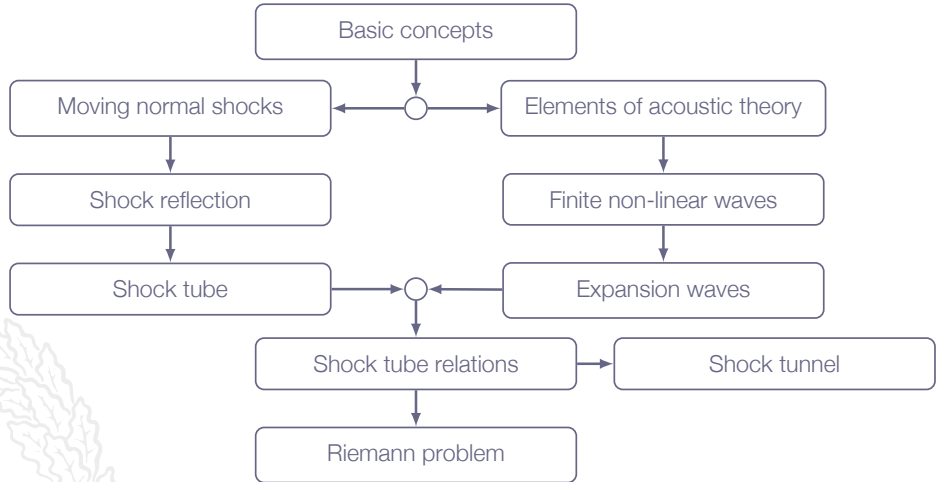 Basic concepts
Moving normal shocks
Elements of acoustic theory
Shock reflection
Finite non-linear waves
Shock tube
Expansion waves
Shock tube relations
Shock tunnel
Riemann problem